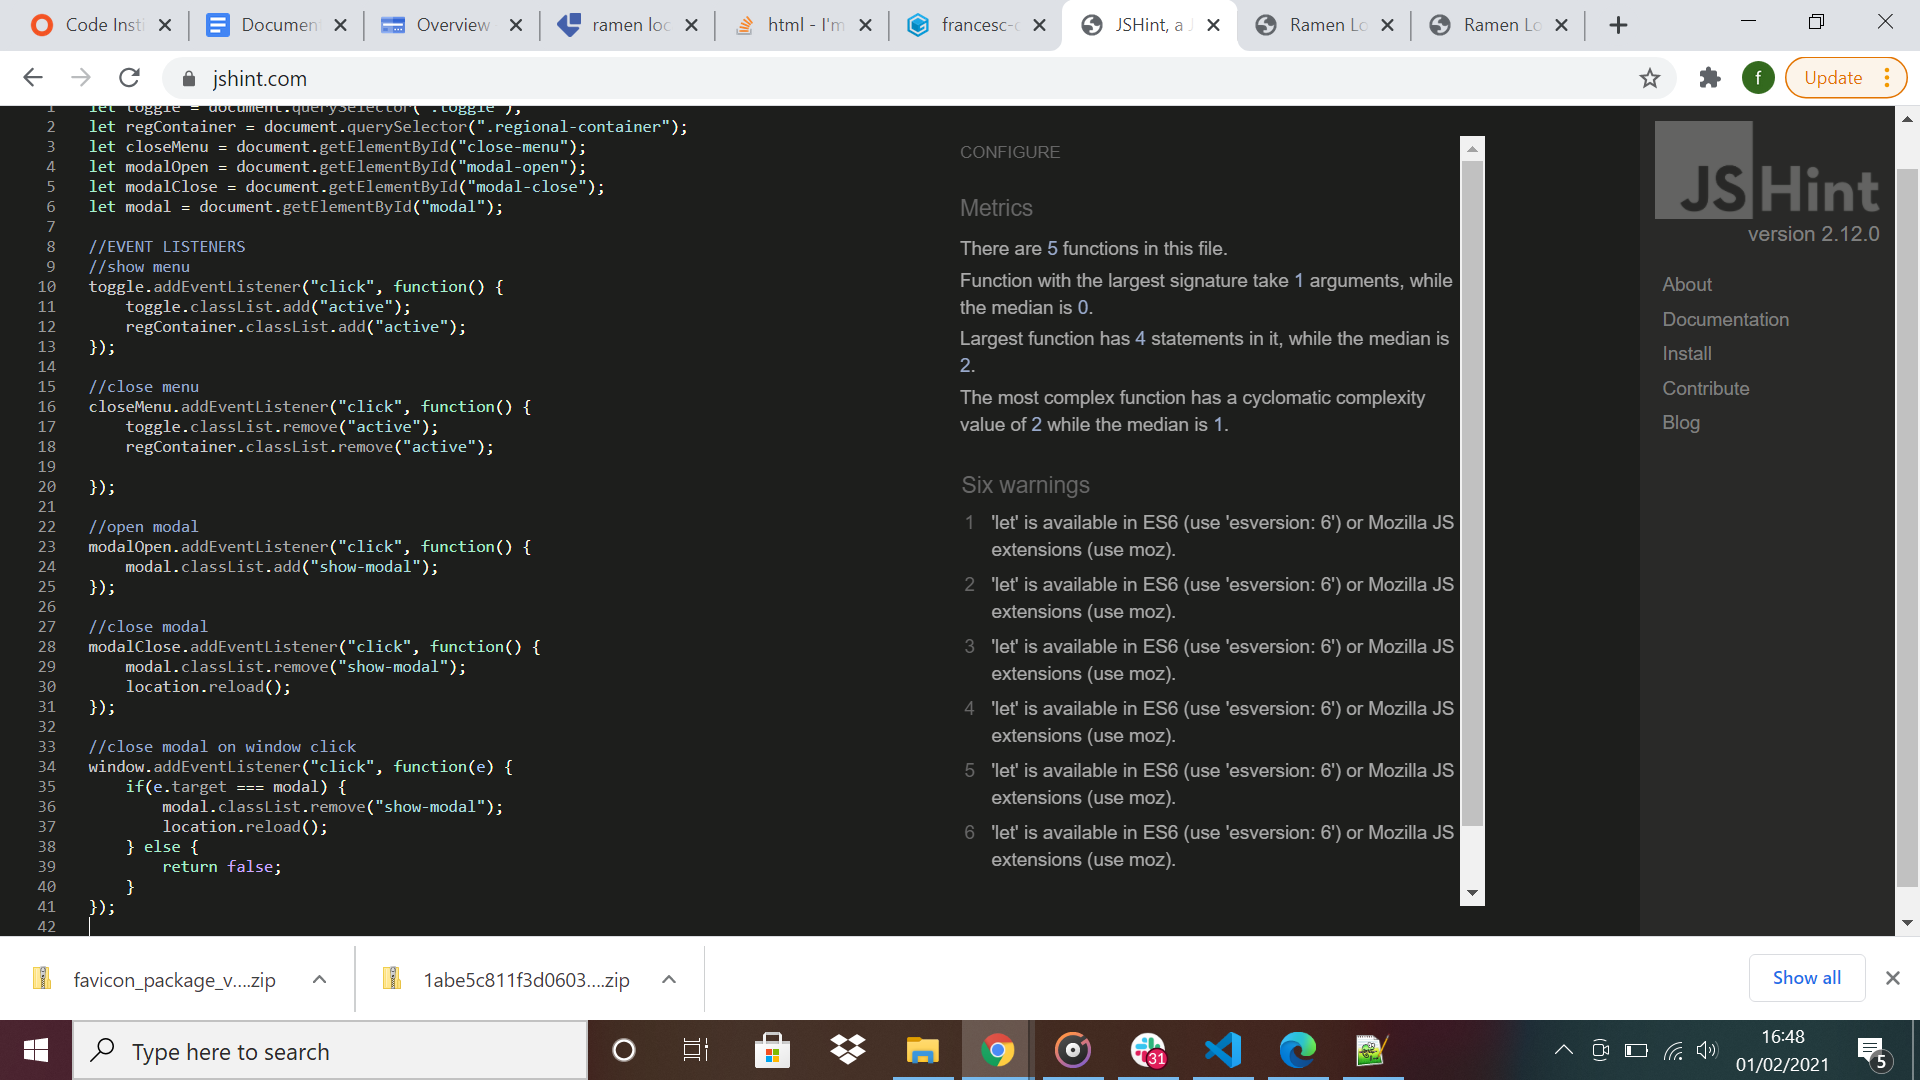 Code Insti
Document
Overview
ramen loc
html - I'm
francesc-c
JSHint, a J
Ramen Lo
Ramen Lo
jshint.com
f
Update
1 let toggle = document.querySelector(".toggle");
2 let regContainer = document.querySelector(".regional-container");
3 let closeMenu = document.getElementById("close-menu");
4 let modalOpen = document.getElementById("modal-open");
5 let modalClose = document.getElementById("modal-close");
6 let modal = document.getElementById("modal");
7
8 //EVENT LISTENERS
9 //show menu
10 toggle.addEventListener("click", function() {
11 toggle.classList.add("active");
12 regContainer.classList.add("active");
13 });
14
15 //close menu
16 closeMenu.addEventListener("click", function() {
17 toggle.classList.remove("active");
18 regContainer.classList.remove("active");
19
20 });
21
22 //open modal
23 modalOpen.addEventListener("click", function() {
24 modal.classList.add("show-modal");
25 });
26
27 //close modal
28 modalClose.addEventListener("click", function() {
29 modal.classList.remove("show-modal");
30 location.reload();
31 });
32
33 //close modal on window click
34 window.addEventListener("click", function(e) {
35 if(e.target === modal) {
36 modal.classList.remove("show-modal");
37 location.reload();
38 } else {
39 return false;
40 }
41 });
42
CONFIGURE
Metrics
There are 5 functions in this file.
Function with the largest signature take 1 arguments, while
the median is 0.
Largest function has 4 statements in it, while the median is
2.
The most complex function has a cyclomatic complexity
value of 2 while the median is 1.
Six warnings
1 'let' is available in ES6 (use 'esversion: 6') or Mozilla JS
extensions (use moz).
2 'let' is available in ES6 (use 'esversion: 6') or Mozilla JS
extensions (use moz).
3 'let' is available in ES6 (use 'esversion: 6') or Mozilla JS
extensions (use moz).
4 'let' is available in ES6 (use 'esversion: 6') or Mozilla JS
extensions (use moz).
5 'let' is available in ES6 (use 'esversion: 6') or Mozilla JS
extensions (use moz).
6 'let' is available in ES6 (use 'esversion: 6') or Mozilla JS
extensions (use moz).
JSHint
version 2.12.0
About
Documentation
Install
Contribute
Blog
favicon_package_v....zip
1abe5c811f3d0603....zip
Show all
Type here to search
31
16:48
01/02/2021
5